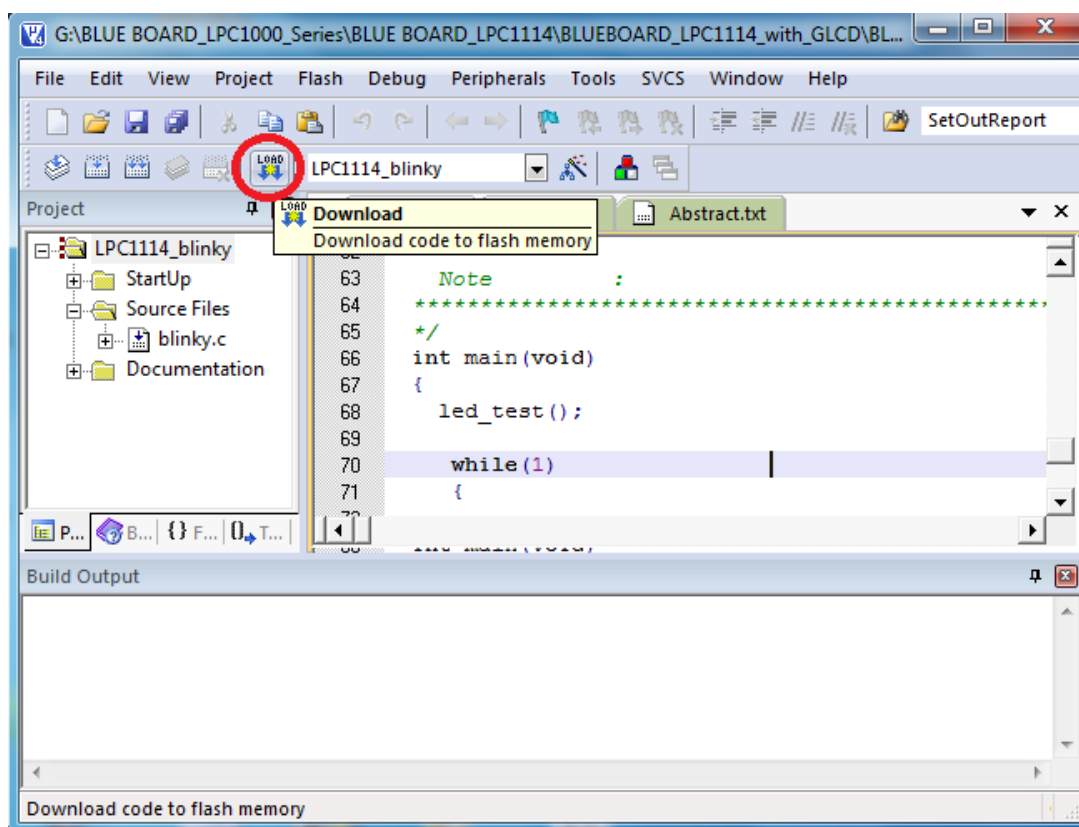 G:\BLUE BOARD_LPC1000_Series\BLUE BOARD_LPC1114\BLUEBOARD_LPC1114_with_GLCD\BL...
File Edit View Project Flash Debug Peripherals Tools SVCS Window Help
SetOutReport
LOAD LPC1114_blinky
Project
LOAD Download
Download code to flash memory
Abstract.txt
LPC1114_blinky
StartUp
Source Files
blinky.c
Documentation
63 Note :
64 **************************************************
65 */
66 int main(void)
67 {
68 led_test();
69
70 while(1)
71 {
P... B... {} F... 0 T...
int main(void)
Build Output
Download code to flash memory